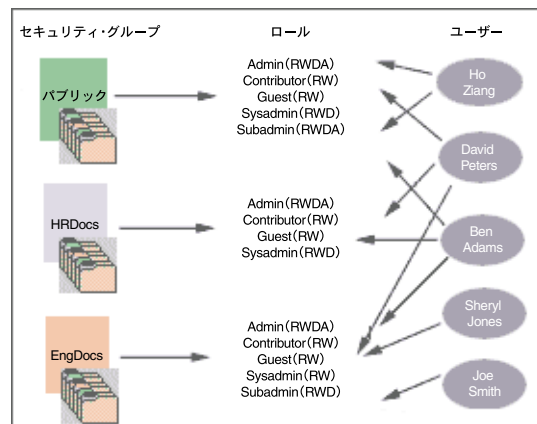 セキュリティ・グループ
ロール
ユーザー
パブリック
Admin(RWDA)
Contributor(RW)
Guest(RW)
Sysadmin(RWD)
Subadmin(RWDA)
Ho
Ziang
David
Peters
HRDocs
Admin(RWDA)
Contributor(RW)
Guest(RW)
Sysadmin(RWD)
Ben
Adams
Sheryl
Jones
EngDocs
Admin(RWDA)
Contributor(RW)
Guest(RW)
Sysadmin(RW)
Subadmin(RWD)
Joe
Smith